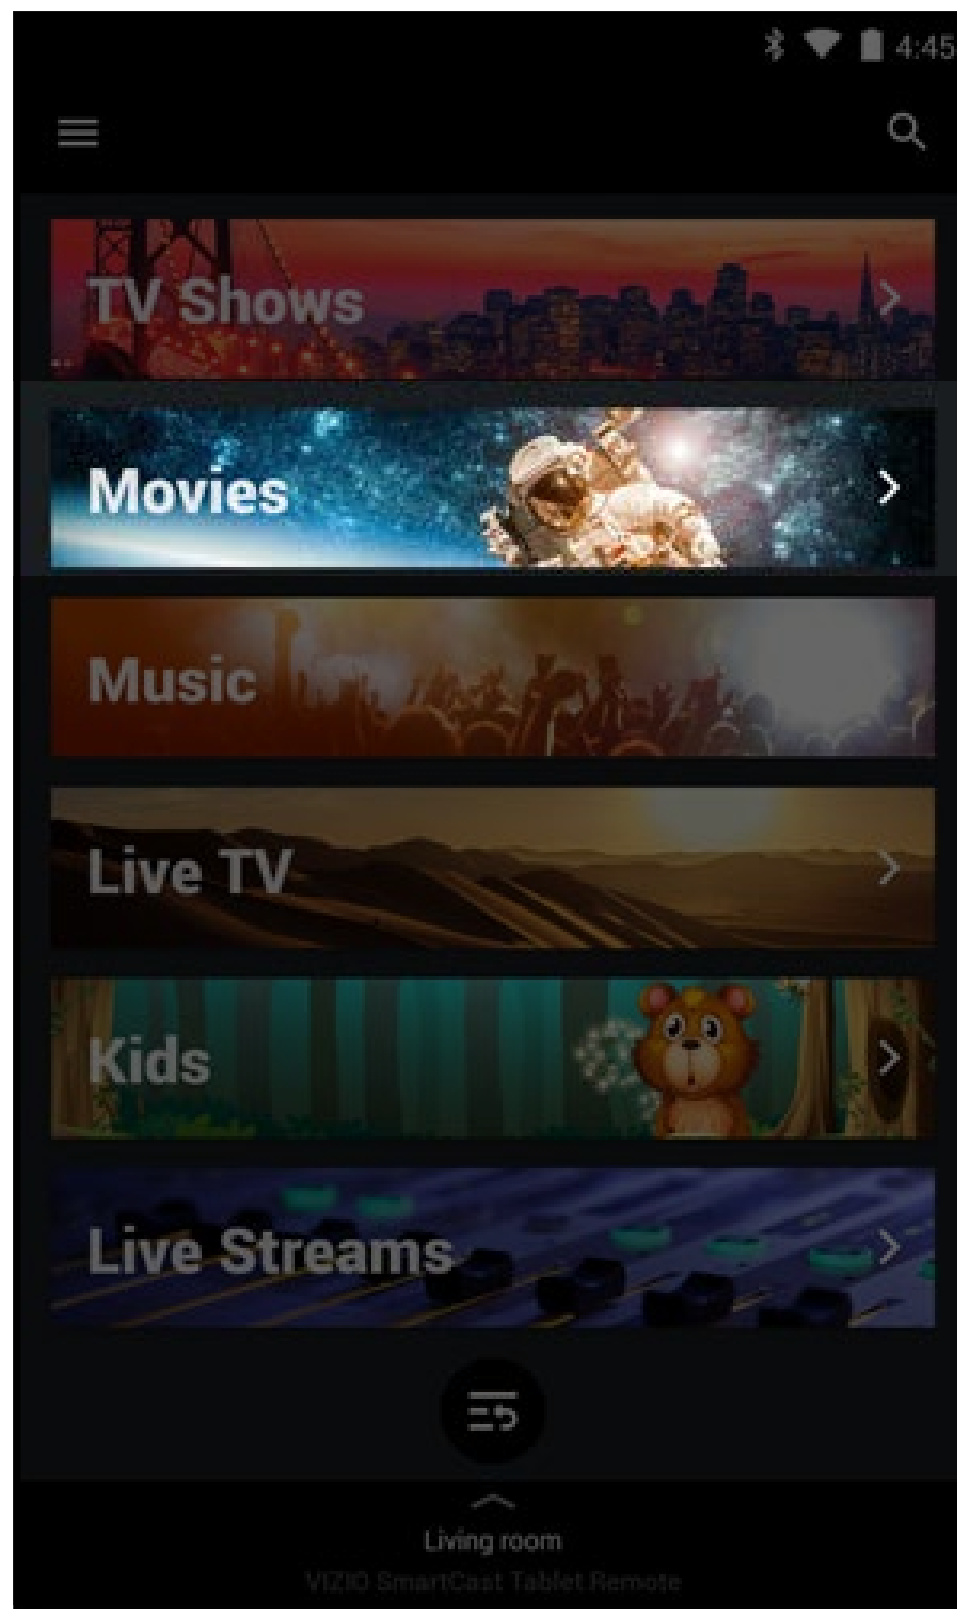 4:45
TV Shows
Movies
Music
Live TV
Kids
Live Streams
Living room
VIZIO SmartCast Tablet Remote